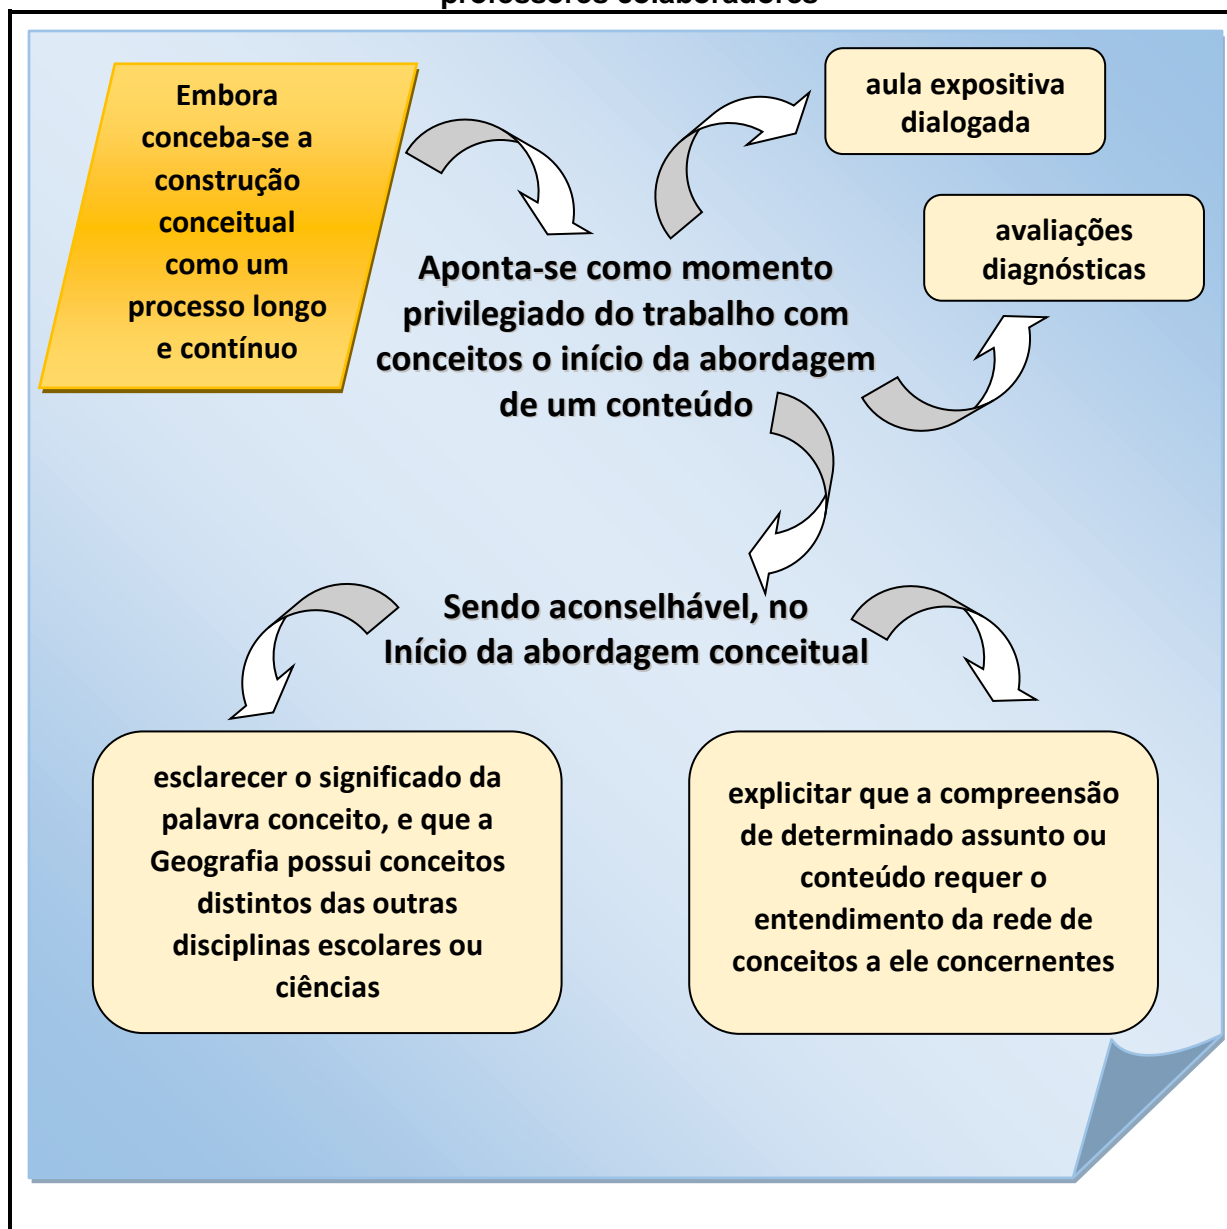 professores colaboradores
Embora
conceba-se a
construção
conceitual
como um
processo longo
e contínuo
aula expositiva
dialogada
avaliações
diagnósticas
Aponta-se como momento
privilegiado do trabalho com
conceitos o início da abordagem
de um conteúdo
Sendo aconselhável, no
Início da abordagem conceitual
esclarecer o significado da
palavra conceito, e que a
Geografia possui conceitos
distintos das outras
disciplinas escolares ou
ciências
explicitar que a compreensão
de determinado assunto ou
conteúdo requer o
entendimento da rede de
conceitos a ele concernentes